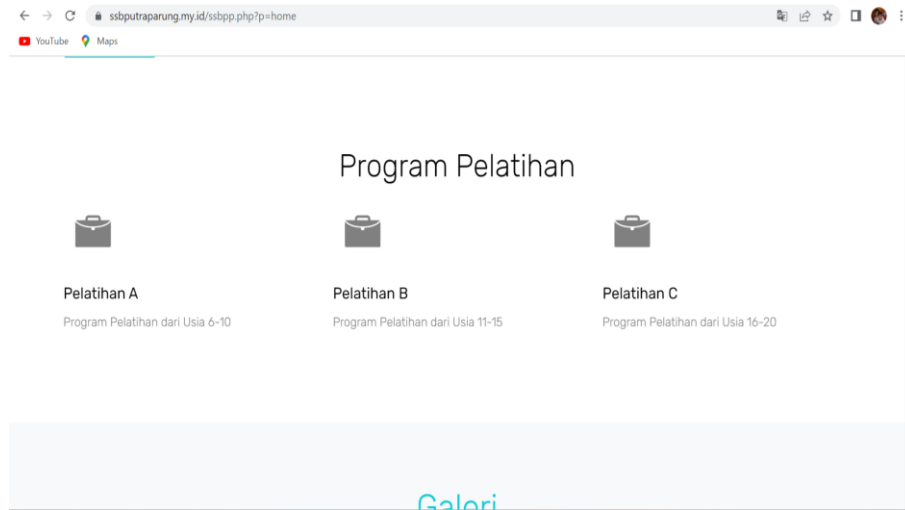 ssbputraparung.my.id/ssbpp.php?p=home
YouTube Maps
Program Pelatihan
Pelatihan A Pelatihan B Pelatihan C
Program Pelatihan dari Usia 6-10 Program Pelatihan dari Usia 11-15 Program Pelatihan dari Usia 16-20
Galeri